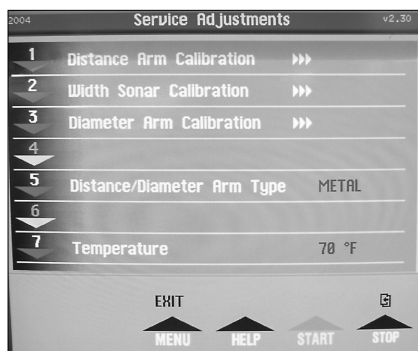 2004 Service Adjustments v2.30
1 Distance Arm Calibration
2 Width Sonar Calibration
3 Diameter Arm Calibration
4
5 Distance/Diameter Arm Type METAL
6
7 Temperature 70 °F
EXIT
MENU HELP START STOP